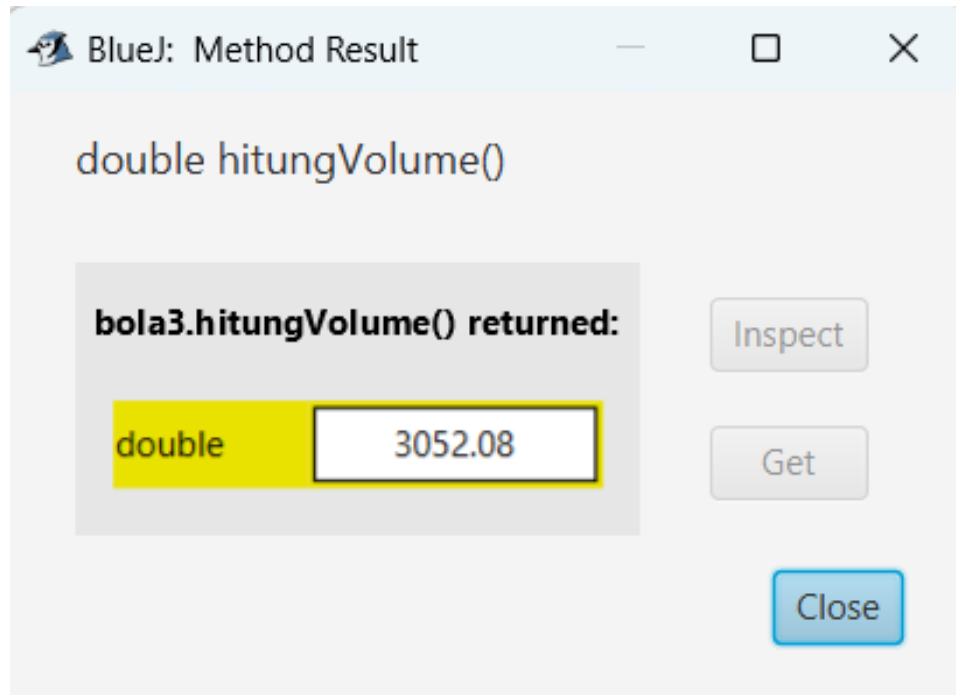 BlueJ: Method Result
double hitungVolume()
bola3.hitungVolume() returned:
Inspect
double 3052.08
Get
Close